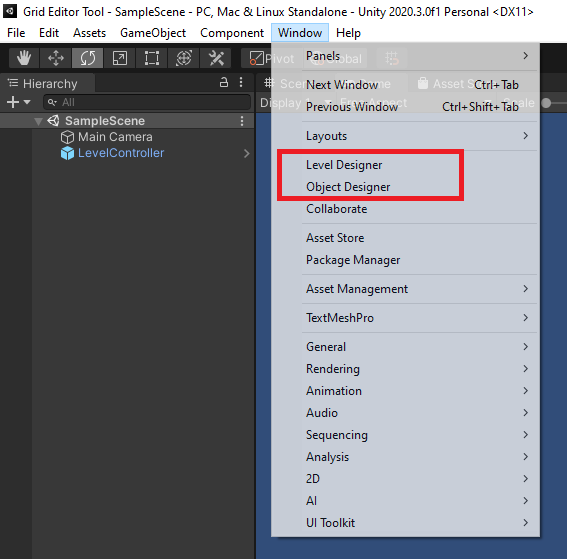 Grid Editor Tool - SampleScene - PC, Mac & Linux Standalone - Unity 2020.3.0f1 Personal <DX11>
File Edit Assets GameObject Component Window Help
Pivot Global
Hierarchy
All
SampleScene
Main Camera
LevelController
Display
Panels
Next Window Ctrl+Tab
Previous Window Ctrl+Shift+Tab
Layouts
Level Designer
Object Designer
Collaborate
Asset Store
Package Manager
Asset Management
TextMeshPro
General
Rendering
Animation
Audio
Sequencing
Analysis
2D
AI
UI Toolkit